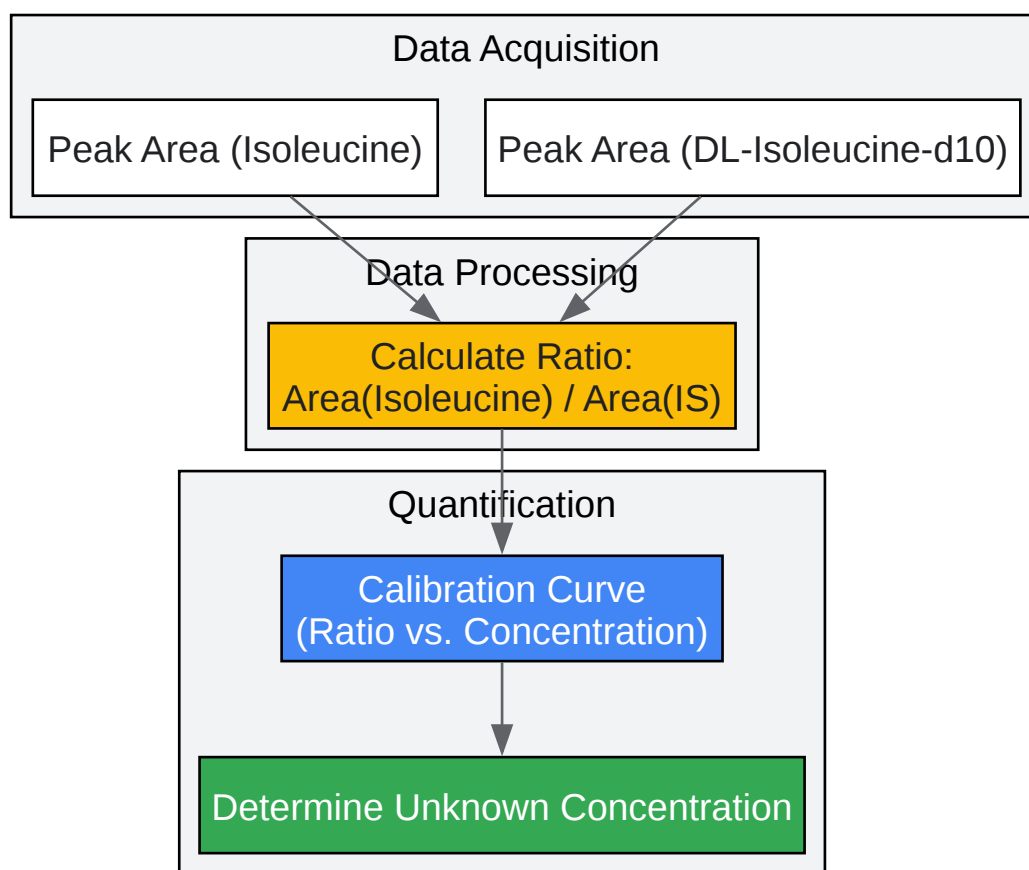 Data Acquisition
Peak Area (Isoleucine)
Peak Area (DL-Isoleucine-d10)
Data Processing
Calculate Ratio:
Area(Isoleucine) / Area(IS)
Quantification
Calibration Curve
(Ratio vs. Concentration)
Determine Unknown Concentration